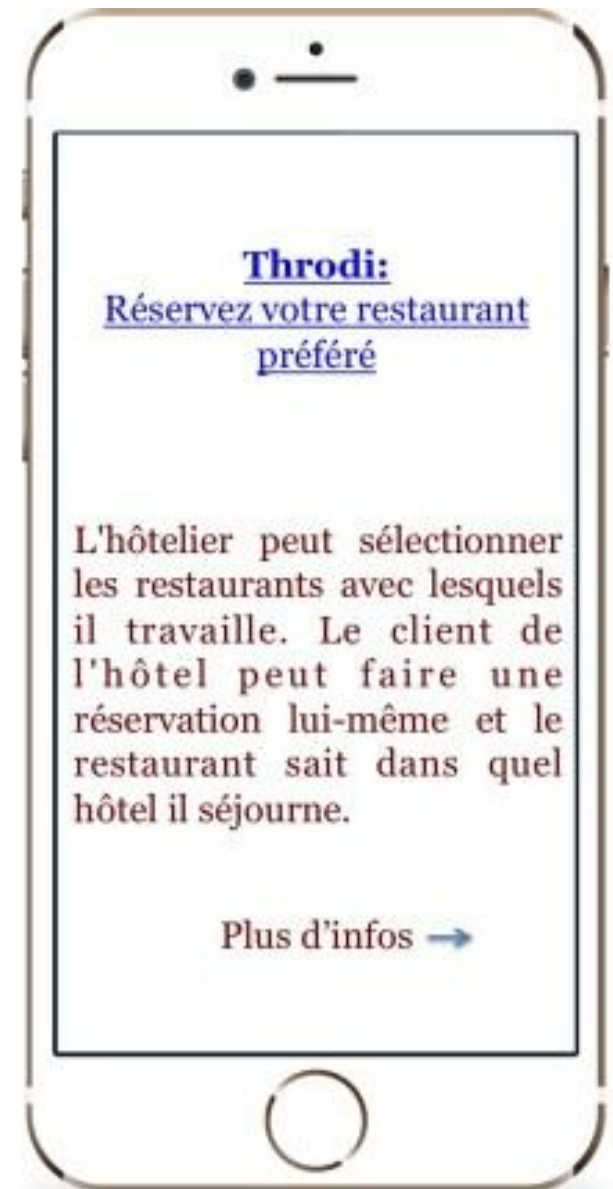 Throdi:
Réservez votre restaurant
préféré
L'hôtelier peut sélectionner
les restaurants avec lesquels
il travaille. Le client de
l'hôtel peut faire une
réservation lui-même et le
restaurant sait dans quel
hôtel il séjourne.
Plus d’infos →